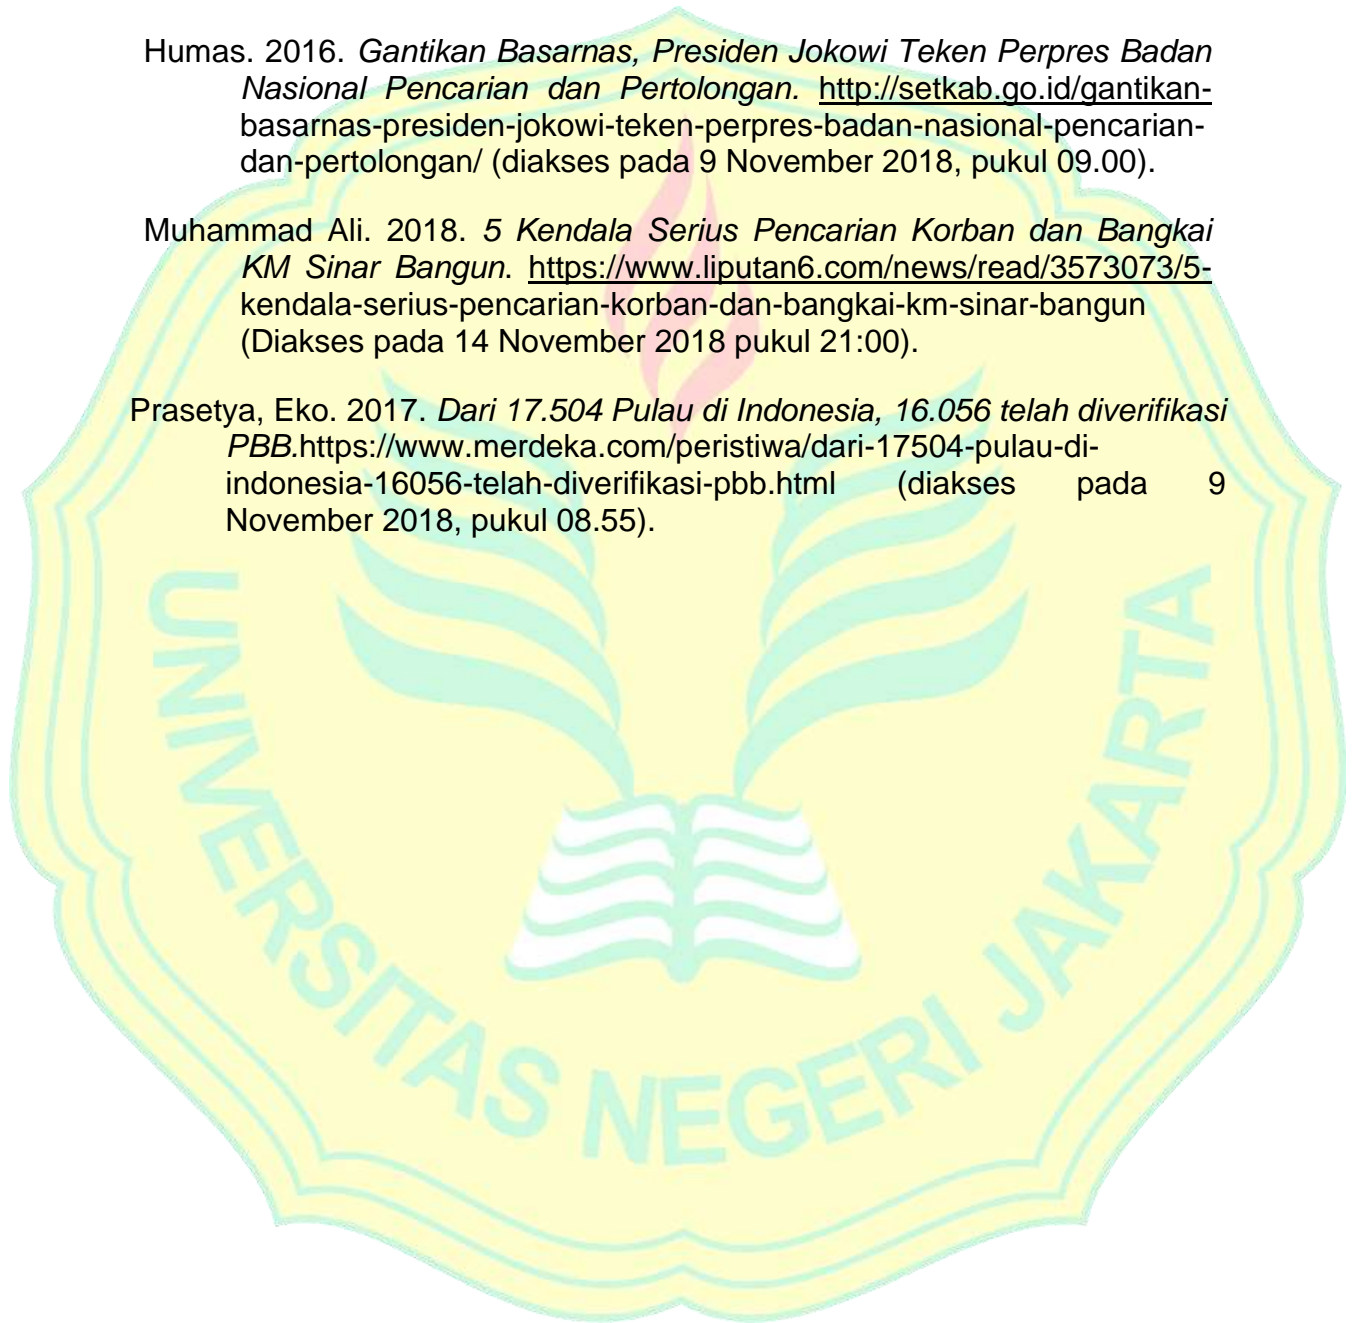 Humas. 2016. Gantikan Basarnas, Presiden Jokowi Teken Perpres Badan
Nasional Pencarian dan Pertolongan. http://setkab.go.id/gantikan-
basarnas-presiden-jokowi-teken-perpres-badan-nasional-pencarian-
dan-pertolongan/ (diakses pada 9 November 2018, pukul 09.00).
Muhammad Ali. 2018. 5 Kendala Serius Pencarian Korban dan Bangkai
KM Sinar Bangun. https://www.liputan6.com/news/read/3573073/5-
kendala-serius-pencarian-korban-dan-bangkai-km-sinar-bangun
(Diakses pada 14 November 2018 pukul 21:00).
Prasetya, Eko. 2017. Dari 17.504 Pulau di Indonesia, 16.056 telah diverifikasi
PBB.https://www.merdeka.com/peristiwa/dari-17504-pulau-di-
indonesia-16056-telah-diverifikasi-pbb.html (diakses pada 9
November 2018, pukul 08.55).
UNIVERSITAS NEGERI JAKARTA